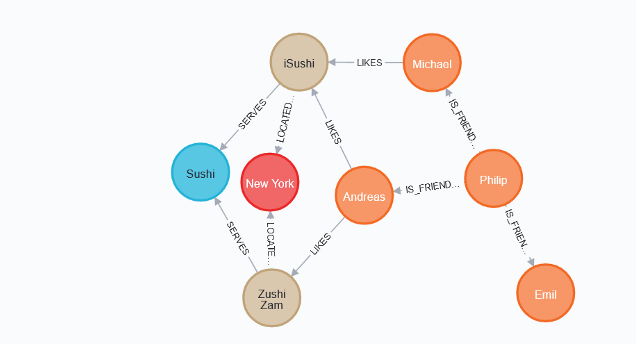 iSushi
LIKES
Michael
SERVES
LOCATED...
LIKES
IS_FRIEND...
Sushi
New York
Andreas
IS_FRIEND...
Philip
SERVES
LOCATE...
LIKES
IS_FRIEN...
Zushi
Zam
Emil